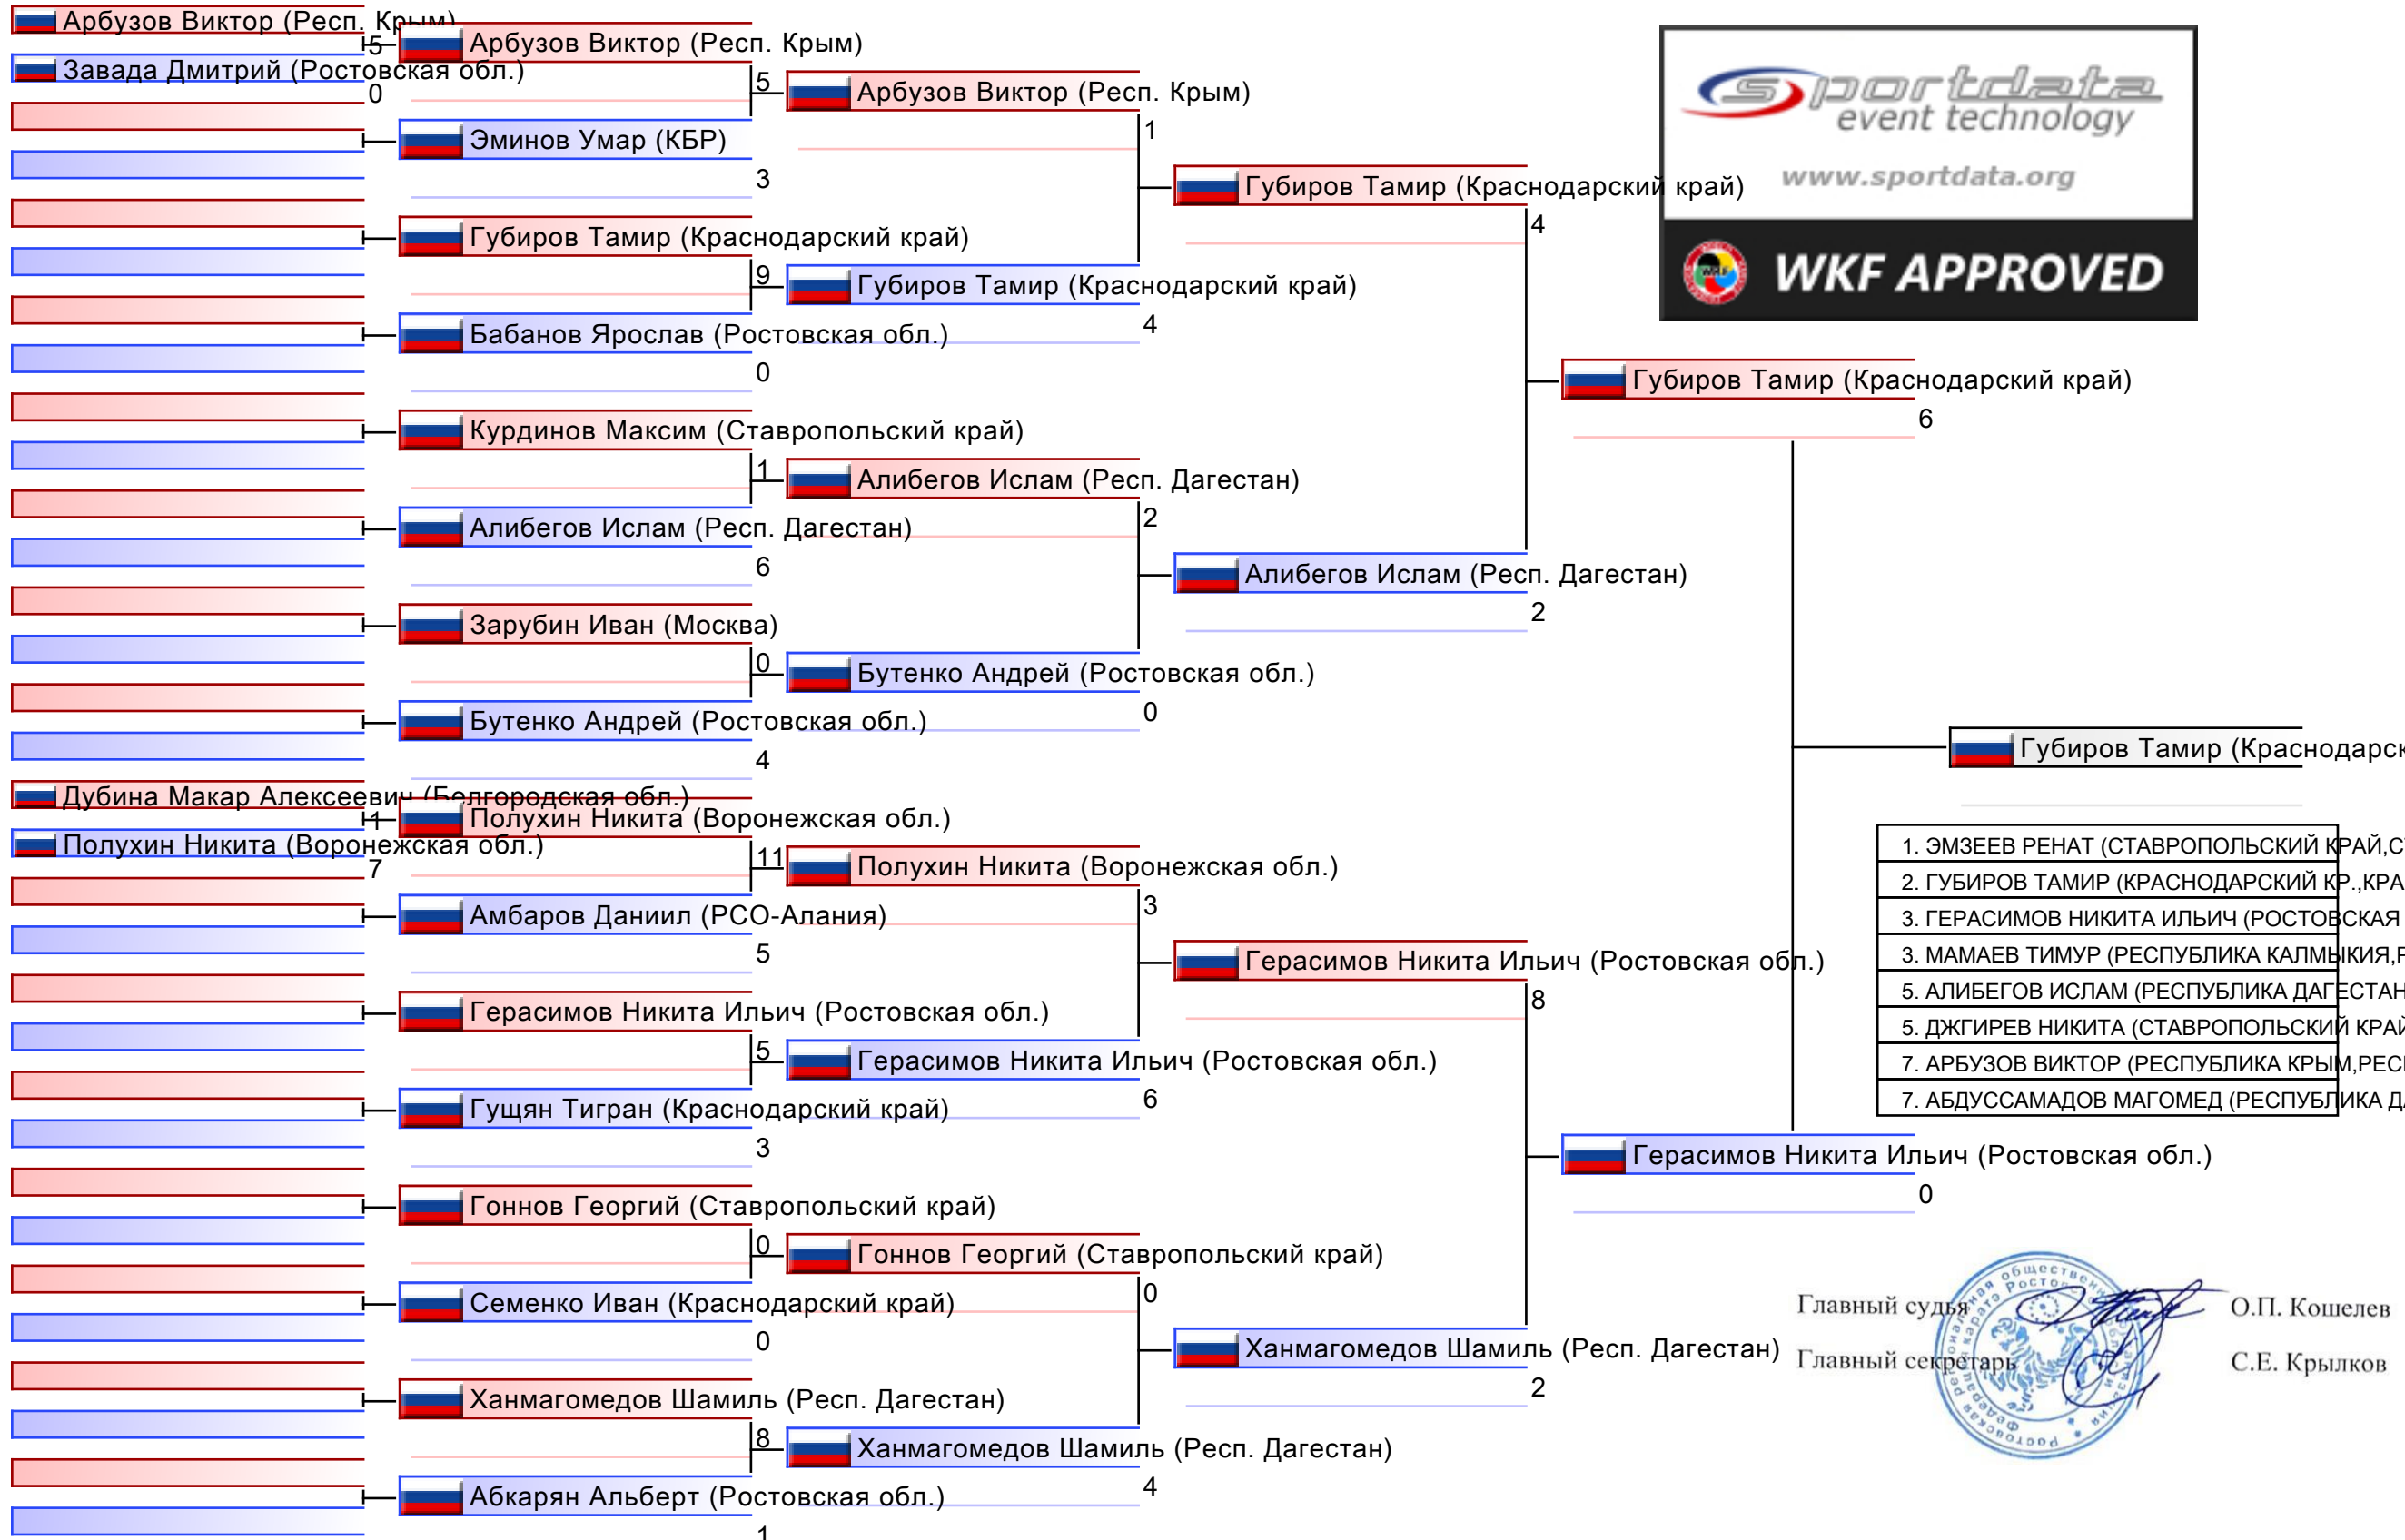 Арбузов Виктор (Респ. Крым)
5
Завада Дмитрий (Ростовская обл.)
0
Дубина Макар Алексеевич (Белгородская обл.)
1
Полухин Никита (Воронежская обл.)
7
Арбузов Виктор (Респ. Крым)
5
Эминов Умар (КБР)
3
Губиров Тамир (Краснодарский край)
9
Бабанов Ярослав (Ростовская обл.)
0
Курдинов Максим (Ставропольский край)
1
Алибегов Ислам (Респ. Дагестан)
6
Зарубин Иван (Москва)
0
Бутенко Андрей (Ростовская обл.)
4
Полухин Никита (Воронежская обл.)
11
Амбаров Даниил (РСО-Алания)
5
Герасимов Никита Ильич (Ростовская обл.)
5
Гущян Тигран (Краснодарский край)
3
Гоннов Георгий (Ставропольский край)
0
Семенко Иван (Краснодарский край)
0
Ханмагомедов Шамиль (Респ. Дагестан)
8
Абкарян Альберт (Ростовская обл.)
1
Арбузов Виктор (Респ. Крым)
1
Губиров Тамир (Краснодарский край)
4
Алибегов Ислам (Респ. Дагестан)
2
Бутенко Андрей (Ростовская обл.)
0
Полухин Никита (Воронежская обл.)
3
Герасимов Никита Ильич (Ростовская обл.)
6
Гоннов Георгий (Ставропольский край)
0
Ханмагомедов Шамиль (Респ. Дагестан)
4
Губиров Тамир (Краснодарский край)
4
Алибегов Ислам (Респ. Дагестан)
2
Герасимов Никита Ильич (Ростовская обл.)
8
Ханмагомедов Шамиль (Респ. Дагестан)
2
Губиров Тамир (Краснодарский край)
6
Герасимов Никита Ильич (Ростовская обл.)
0
Губиров Тамир (Краснодарск
sportdata
event technology
www.sportdata.org
WKF APPROVED
1. ЭМЗЕЕВ РЕНАТ (СТАВРОПОЛЬСКИЙ КРАЙ,С
2. ГУБИРОВ ТАМИР (КРАСНОДАРСКИЙ КР.,КРА
3. ГЕРАСИМОВ НИКИТА ИЛЬИЧ (РОСТОВСКАЯ
3. МАМАЕВ ТИМУР (РЕСПУБЛИКА КАЛМЫКИЯ,Р
5. АЛИБЕГОВ ИСЛАМ (РЕСПУБЛИКА ДАГЕСТАН
5. ДЖГИРЕВ НИКИТА (СТАВРОПОЛЬСКИЙ КРАЙ
7. АРБУЗОВ ВИКТОР (РЕСПУБЛИКА КРЫМ,РЕС
7. АБДУССАМАДОВ МАГОМЕД (РЕСПУБЛИКА Д
Главный судья О.П. Кошелев
Главный секретарь С.Е. Крылков